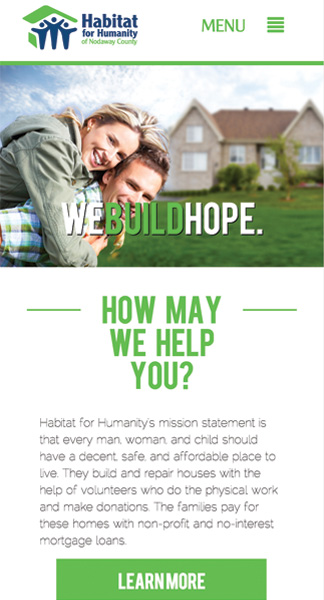 Habitat
for Humanity
of Nodaway County
MENU
WEBUILDHOPE.
HOW MAY
WE HELP
YOU?
Habitat for Humanity's mission statement is
that every man, woman, and child should
have a decent, safe, and affordable place to
live. They build and repair houses with the
help of volunteers who do the physical work
and make donations. The families pay for
these homes with non-profit and no-interest
mortgage loans.
LEARN MORE